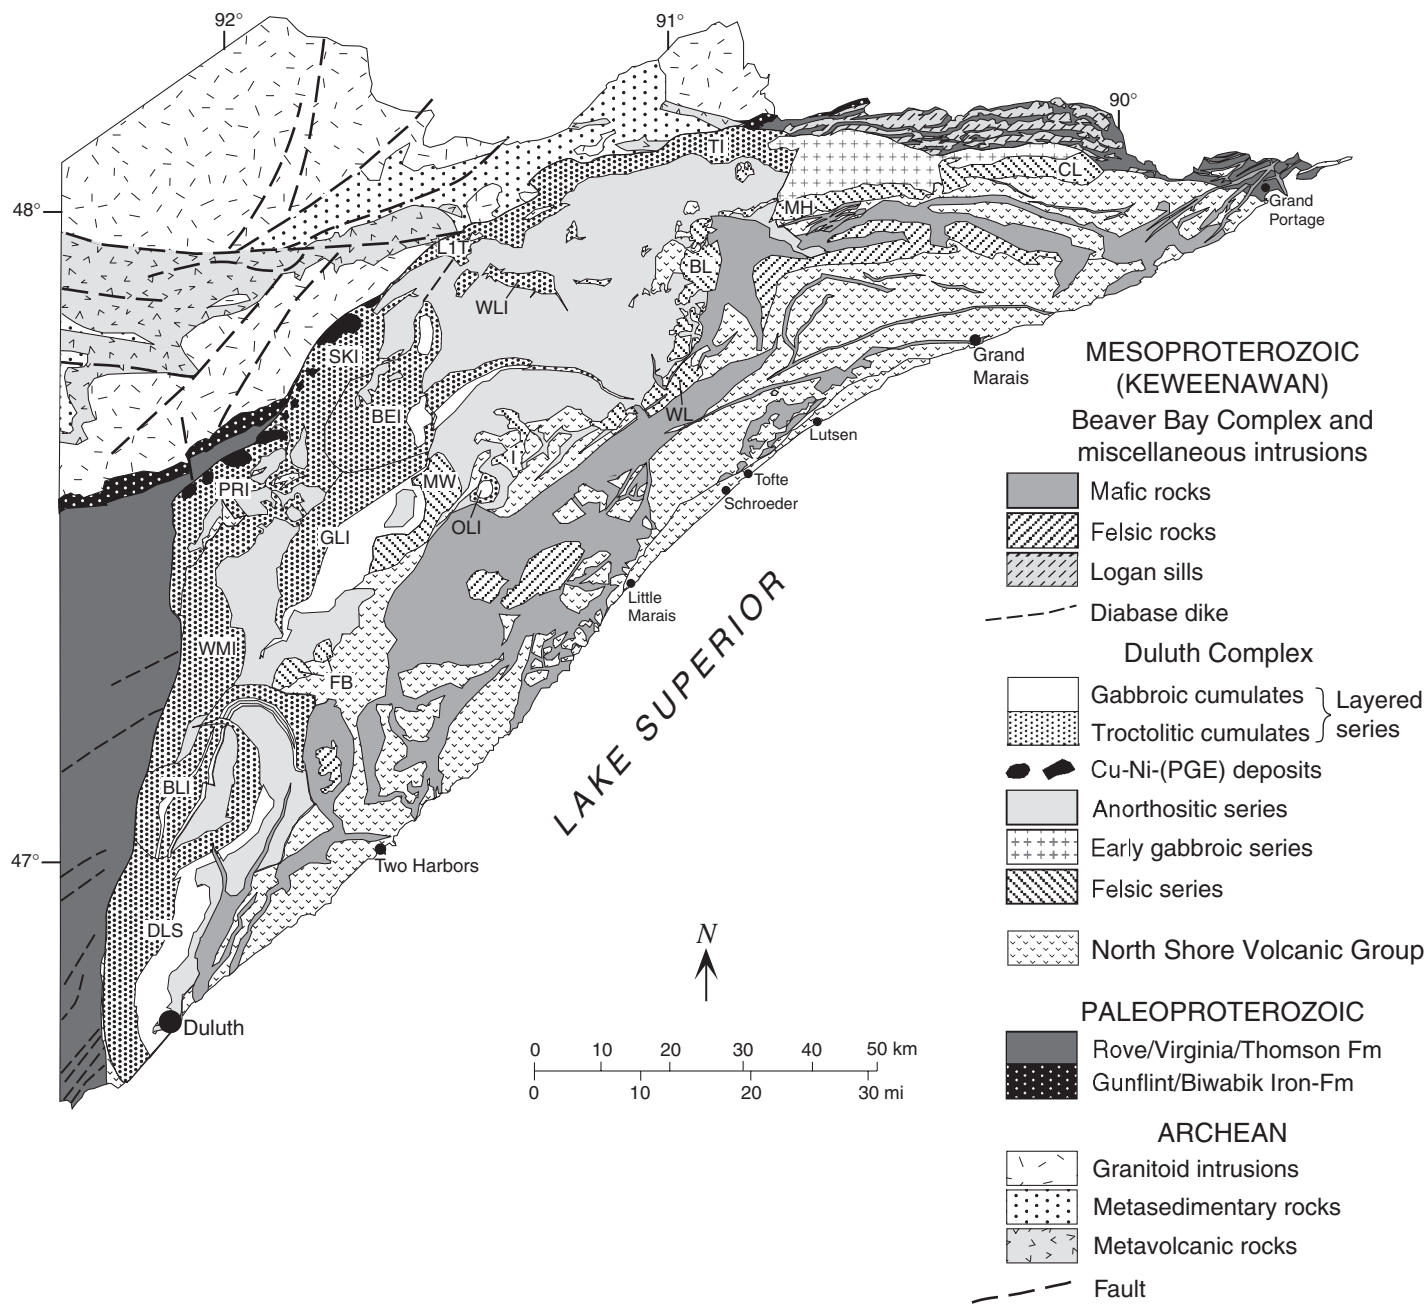 92°
91°
90°
48°
47°
TI
CL
MH
Grand
Portage
L1T
BL
WLI
SKI
BEI
WL
Grand
Marais
Lutsen
I
MW
Tofte
Schroeder
PRI
OLI
GLI
Little
Marais
WMI
FB
BLI
Two Harbors
DLS
Duluth
LAKE SUPERIOR
N
0 10 20 30 40 50 km
0 10 20 30 mi
MESOPROTEROZOIC
(KEWEENAWAN)
Beaver Bay Complex and
miscellaneous intrusions
Mafic rocks
Felsic rocks
Logan sills
Diabase dike
Duluth Complex
Gabbroic cumulates
Troctolitic cumulates
Layered
series
Cu-Ni-(PGE) deposits
Anorthositic series
Early gabbroic series
Felsic series
North Shore Volcanic Group
PALEOPROTEROZOIC
Rove/Virginia/Thomson Fm
Gunflint/Biwabik Iron-Fm
ARCHEAN
Granitoid intrusions
Metasedimentary rocks
Metavolcanic rocks
Fault